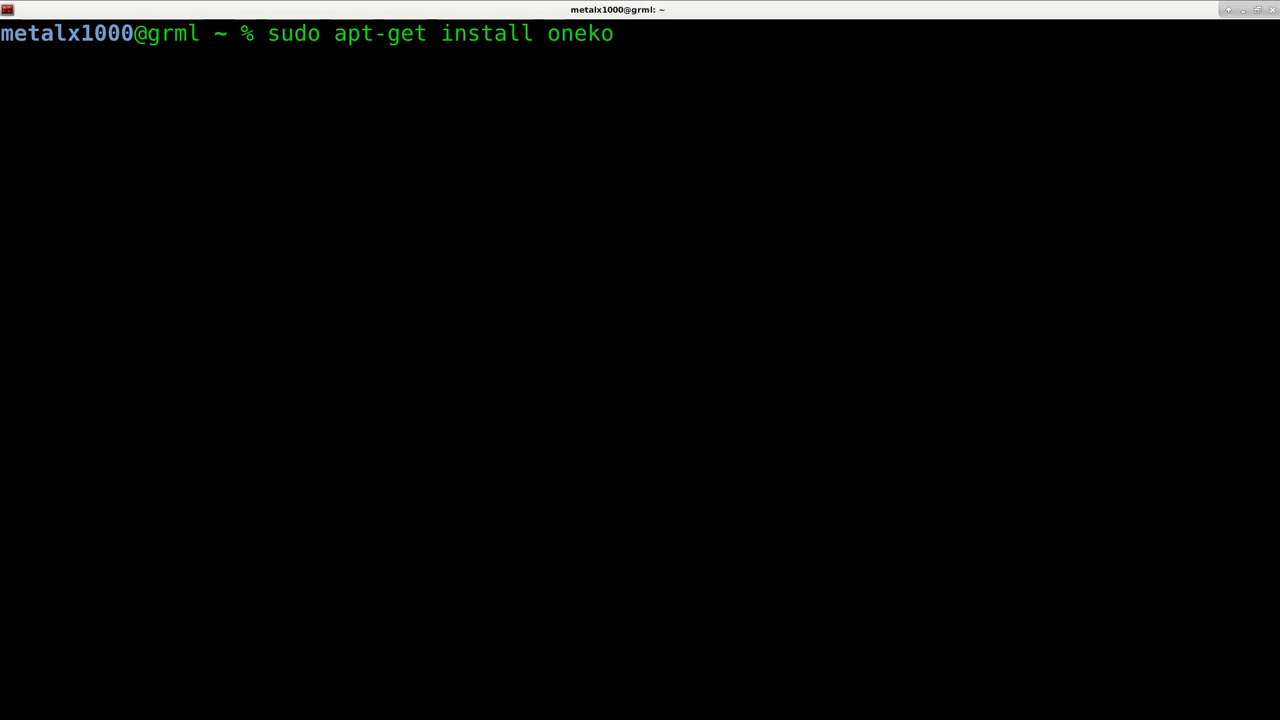 metalx1000@grml: ~
metalx1000@grml ~ % sudo apt-get install oneko